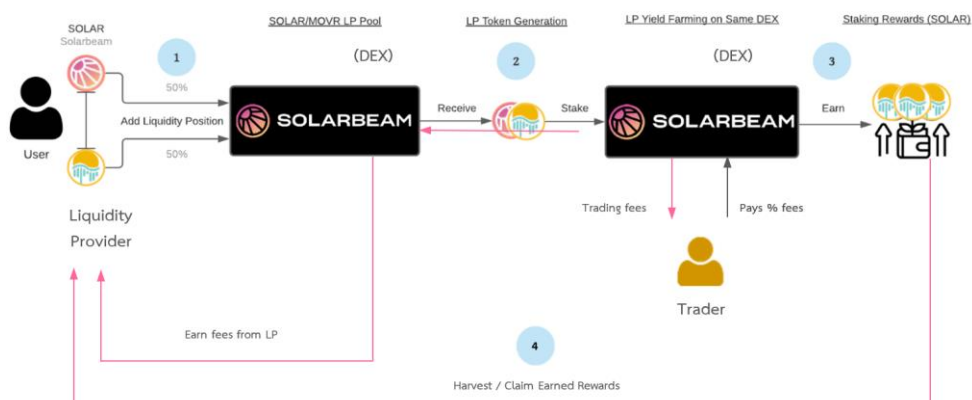 SOLAR
Solarbeam
SOLAR/MOVR LP Pool
LP Token Generation
LP Yield Farming on Same DEX
Staking Rewards (SOLAR)
(DEX)
(DEX)
1
2
3
50%
Add Liquidity Position
50%
SOLARBEAM
Receive
Stake
SOLARBEAM
Earn
User
Liquidity
Provider
Trading fees
Pays % fees
Trader
Earn fees from LP
4
Harvest / Claim Earned Rewards